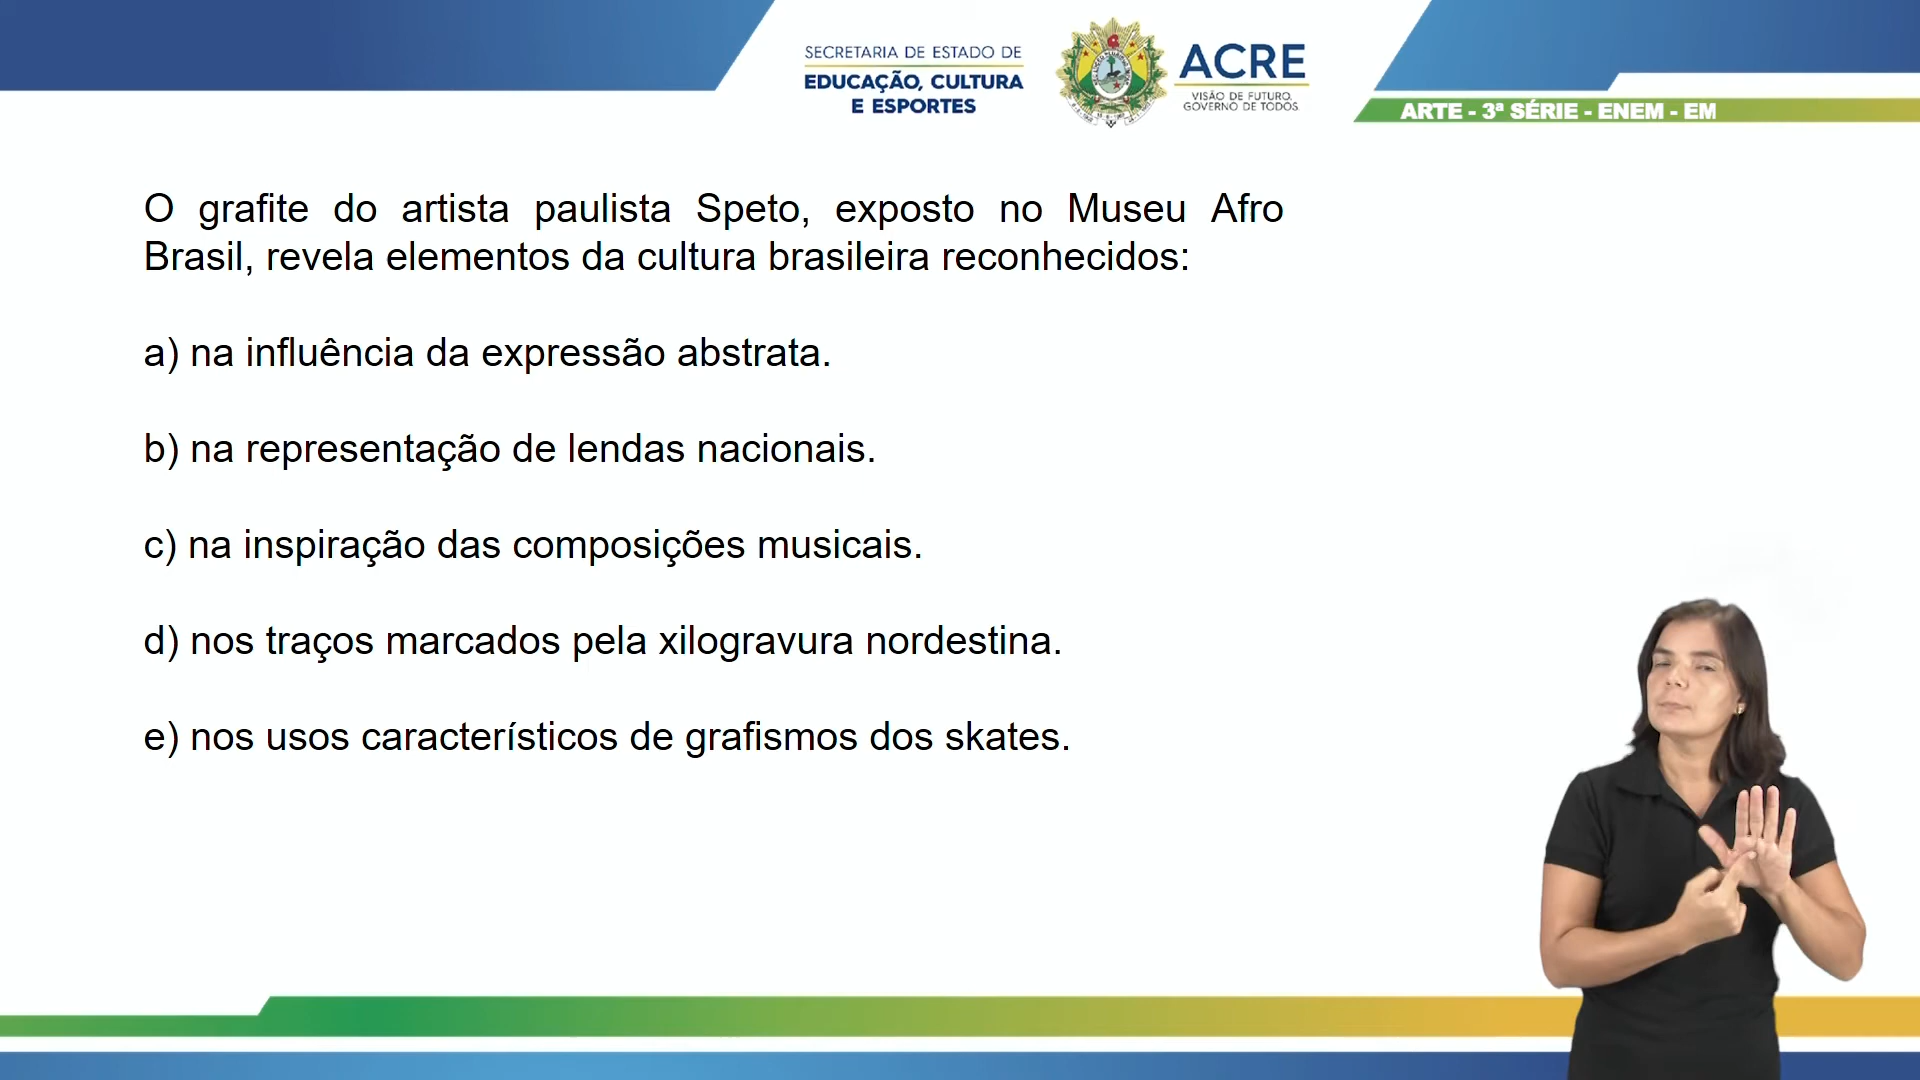 SECRETARIA DE ESTADO DE
EDUCAÇÃO, CULTURA
E ESPORTES
ACRE
VISÃO DE FUTURO.
GOVERNO DE TODOS.
ARTE - 3ª SÉRIE - ENEM - EM
O grafite do artista paulista Speto, exposto no Museu Afro
Brasil, revela elementos da cultura brasileira reconhecidos:
a) na influência da expressão abstrata.
b) na representação de lendas nacionais.
c) na inspiração das composições musicais.
d) nos traços marcados pela xilogravura nordestina.
e) nos usos característicos de grafismos dos skates.